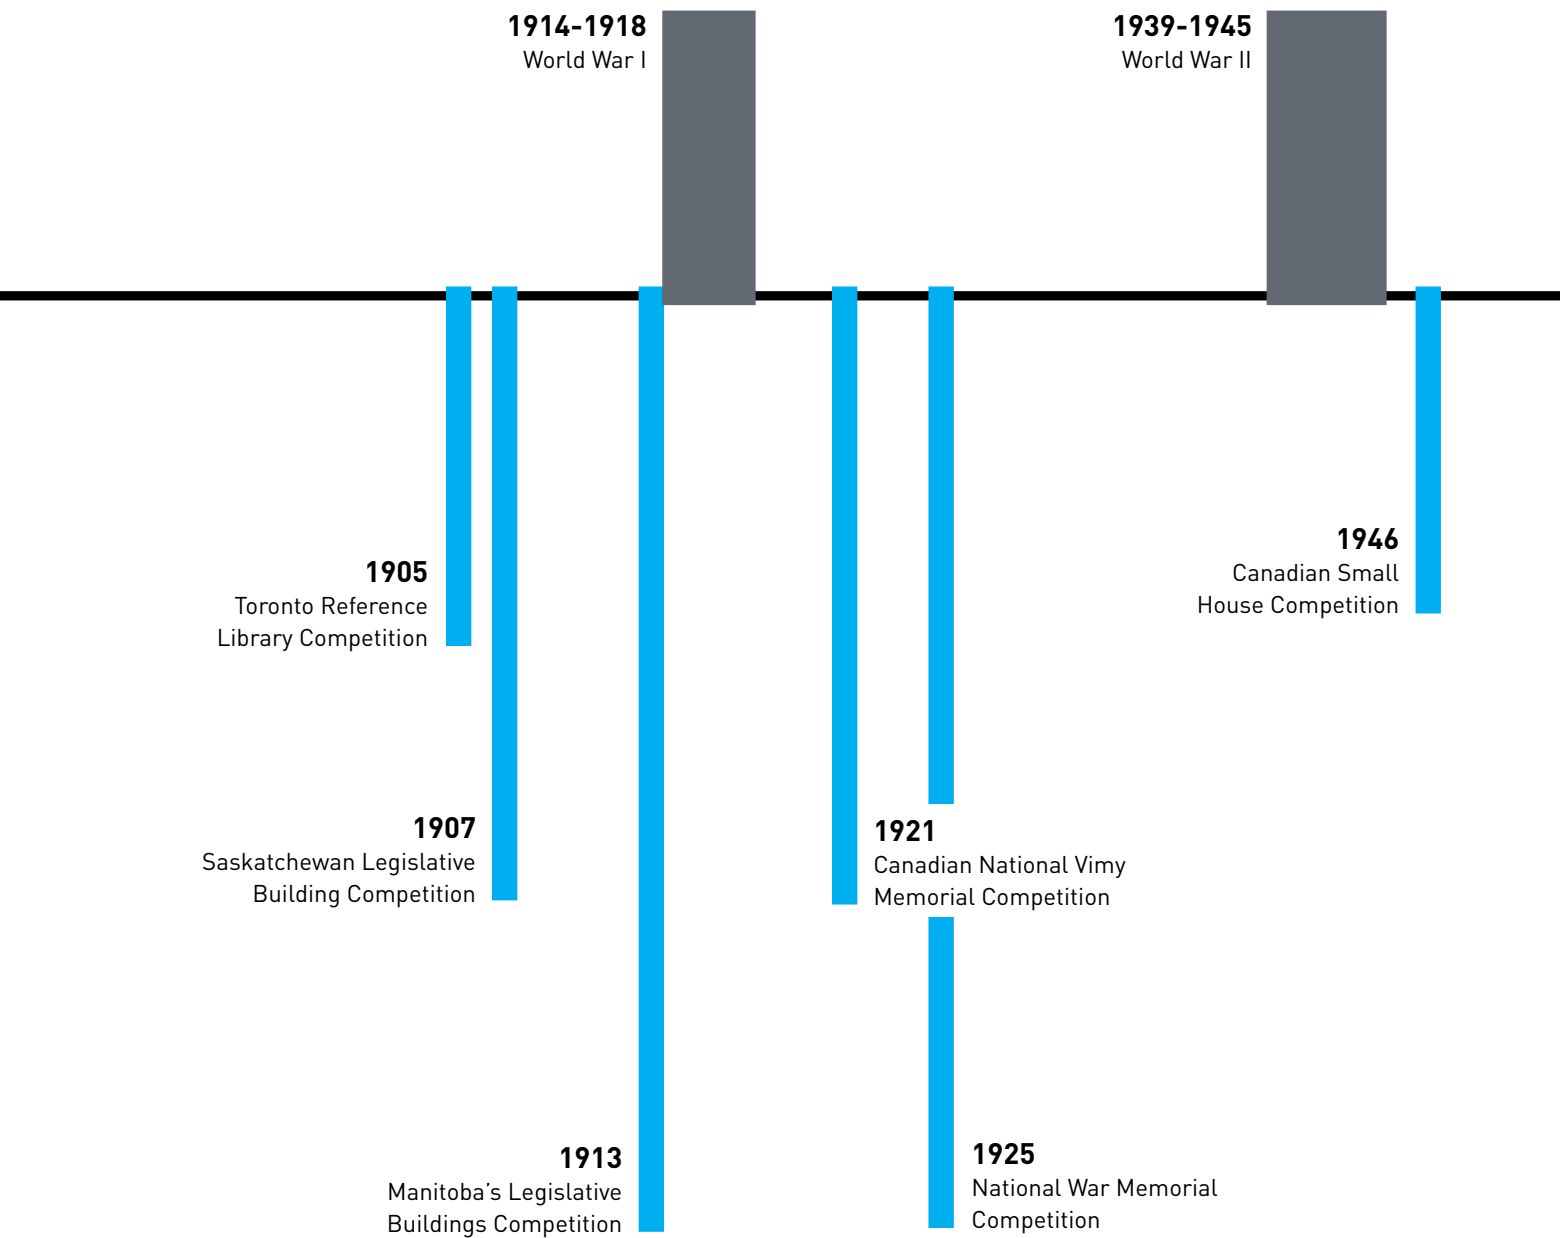 1914-1918
World War I
1939-1945
World War II
1905
Toronto Reference
Library Competition
1907
Saskatchewan Legislative
Building Competition
1913
Manitoba’s Legislative
Buildings Competition
1921
Canadian National Vimy
Memorial Competition
1925
National War Memorial
Competition
1946
Canadian Small
House Competition